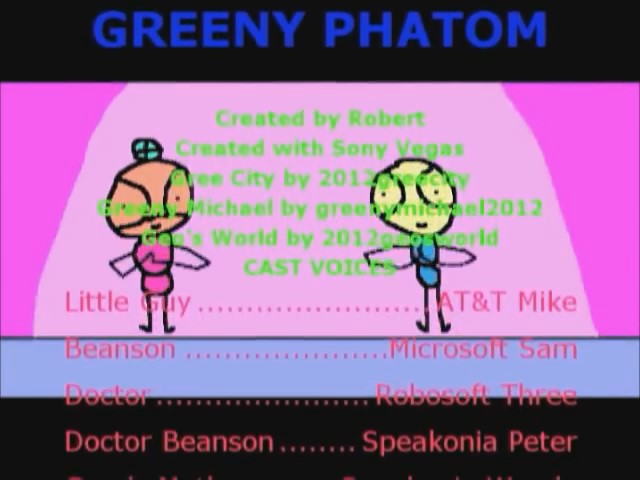 GREENY PHATOM
Created by Robert
Created with Sony Vegas
Gree City by 2012greecity
Greeny Michael by greenymichael2012
Geo's World by 2012geosworld
CAST VOICES
Little Guy ........................ AT&T Mike
Beanson .....................Microsoft Sam
Doctor...................... Robosoft Three
Doctor Beanson........ Speakonia Peter